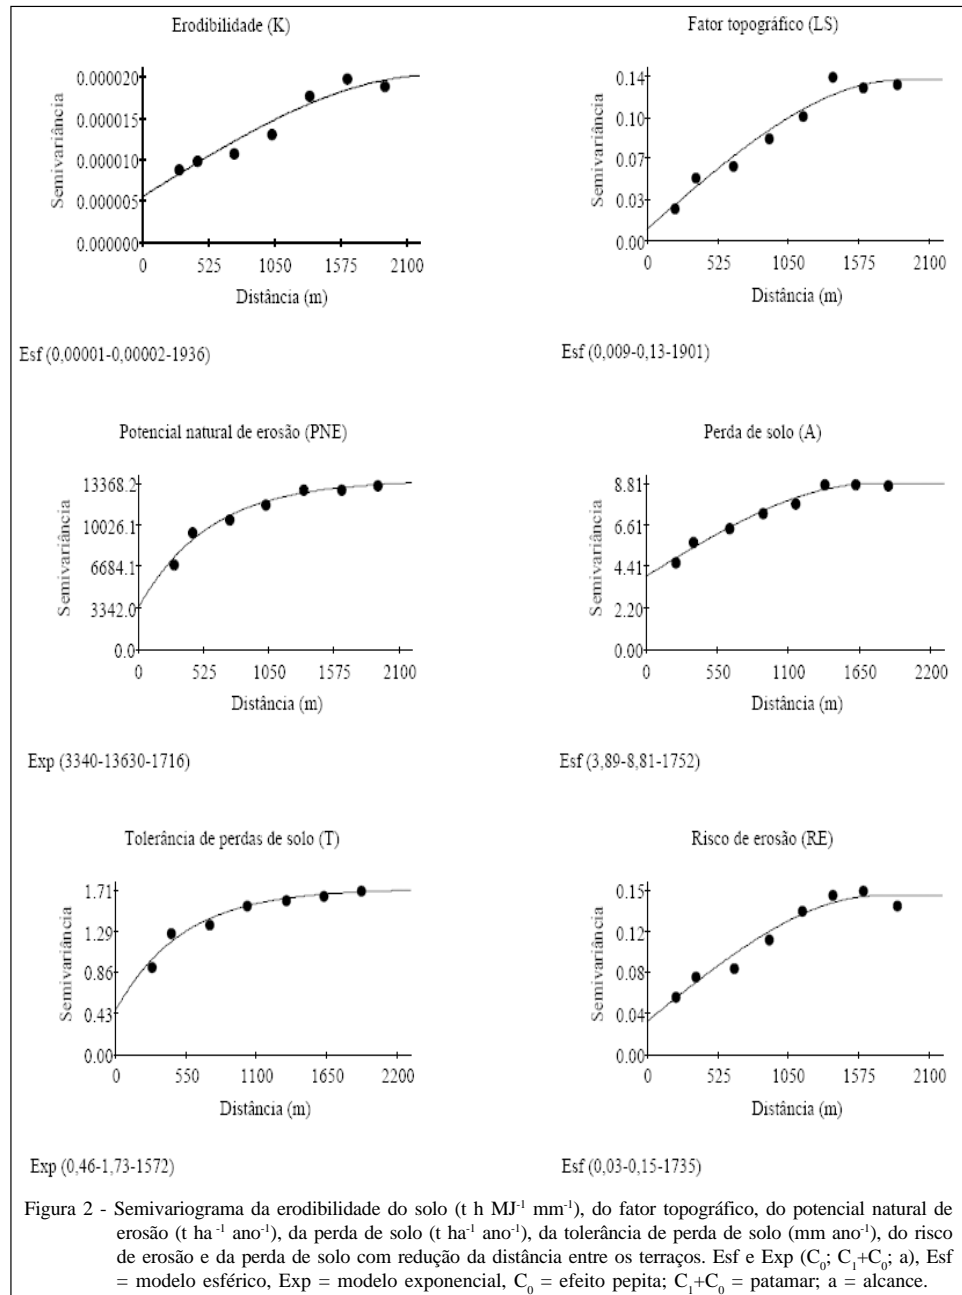 Erodibilidade (K)
Semivariância
0.000020
0.000015
0.000010
0.000005
0.000000
0 525 1050 1575 2100
Distância (m)
Esf (0,00001-0,00002-1936)
Fator topográfico (LS)
Semivariância
0.14
0.10
0.07
0.03
0.00
0 525 1050 1575 2100
Distância (m)
Esf (0,009-0,13-1901)
Potencial natural de erosão (PNE)
Semivariância
13368.2
10026.1
6684.1
3342.0
0.0
0 525 1050 1575 2100
Distância (m)
Exp (3340-13630-1716)
Perda de solo (A)
Semivariância
8.81
6.61
4.41
2.20
0.00
0 550 1100 1650 2200
Distância (m)
Esf (3,89-8,81-1752)
Tolerância de perdas de solo (T)
Semivariância
1.71
1.29
0.86
0.43
0.00
0 550 1100 1650 2200
Distância (m)
Exp (0,46-1,73-1572)
Risco de erosão (RE)
Semivariância
0.15
0.12
0.08
0.04
0.00
0 525 1050 1575 2100
Distância (m)
Esf (0,03-0,15-1735)
Figura 2 - Semivariograma da erodibilidade do solo (t h MJ⁻¹ mm⁻¹), do fator topográfico, do potencial natural de
erosão (t ha ⁻¹ ano⁻¹), da perda de solo (t ha⁻¹ ano⁻¹), da tolerância de perda de solo (mm ano⁻¹), do risco
de erosão e da perda de solo com redução da distância entre os terraços. Esf e Exp (C₀; C₁+C₀; a), Esf
= modelo esférico, Exp = modelo exponencial, C₀ = efeito pepita; C₁+C₀ = patamar; a = alcance.